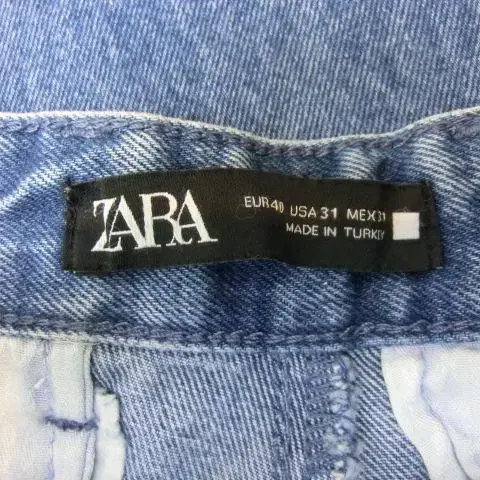 ZARA
EUR 40 USA 31 MEX 31
MADE IN TURKEY